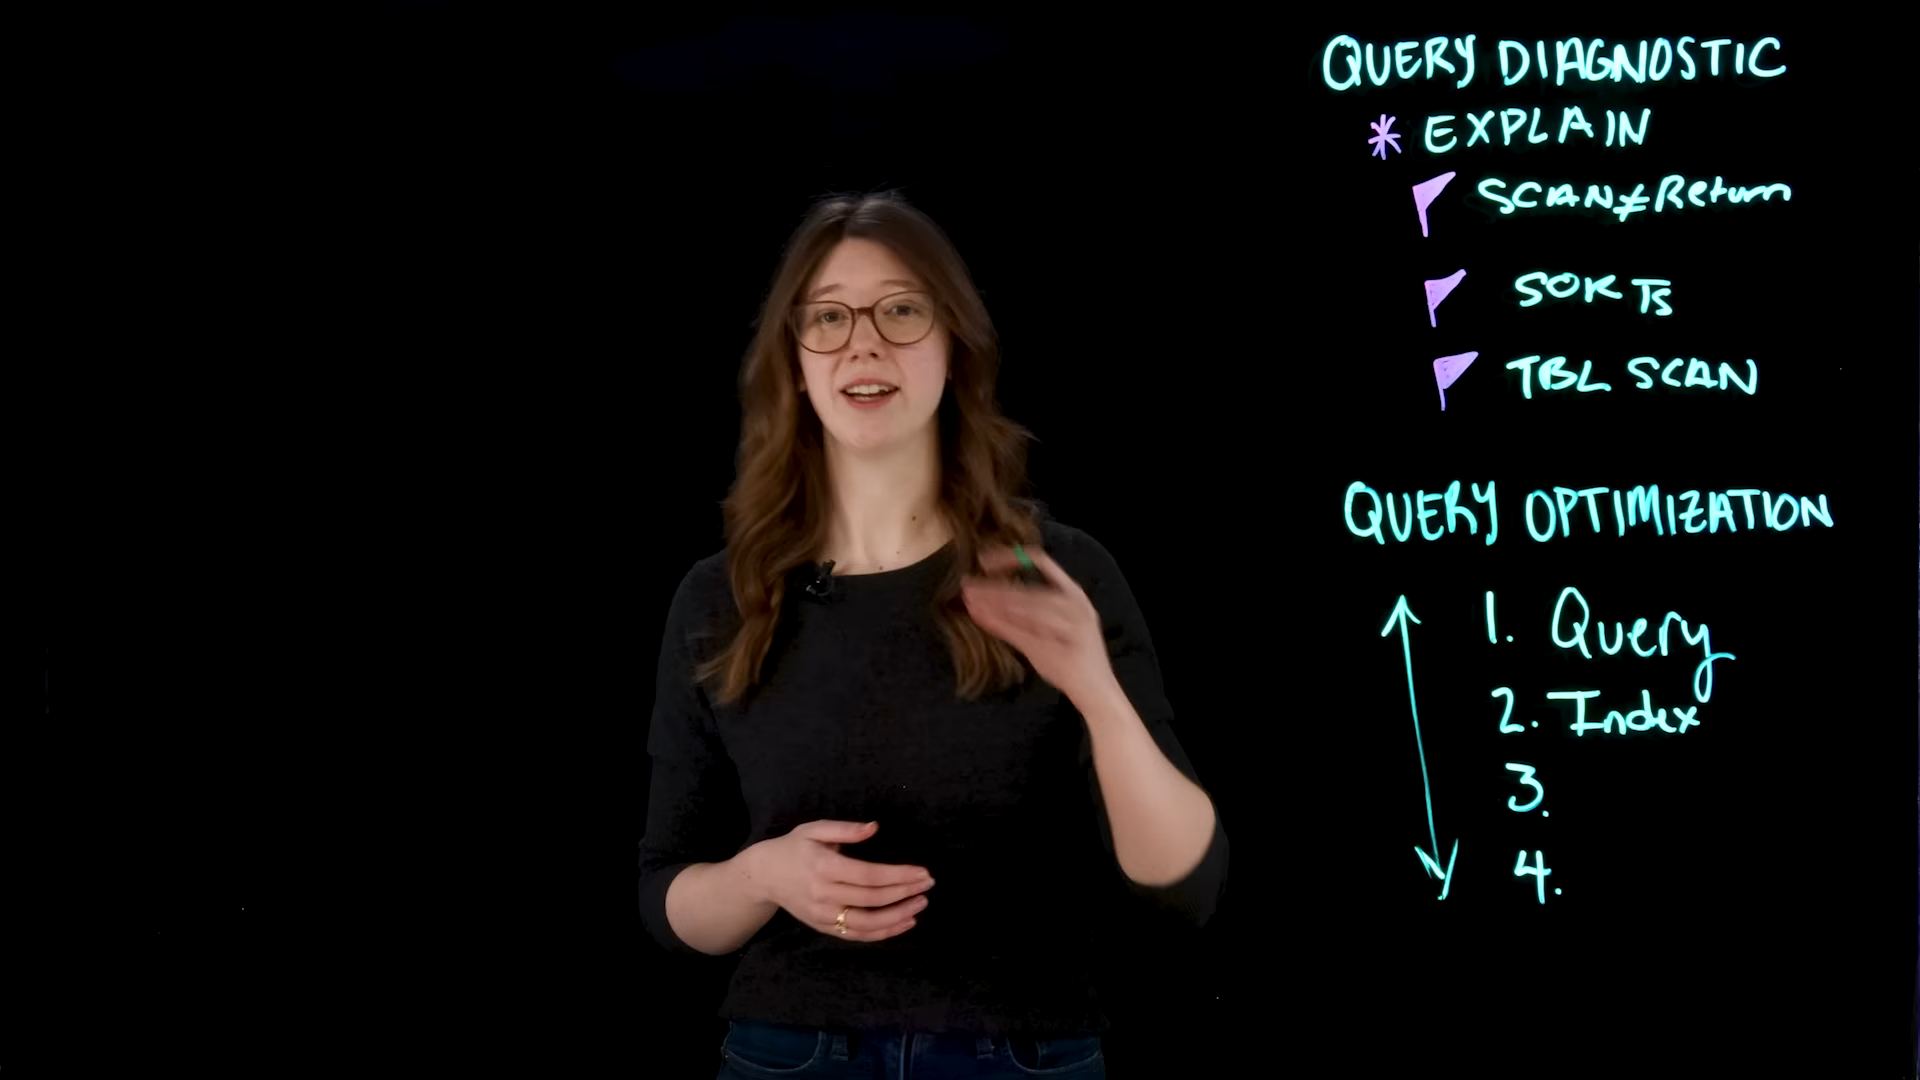 QUERY DIAGNOSTIC
* EXPLAIN
SCAN≠Return
SORTS
TBL SCAN
QUERY OPTIMIZATION
1. Query
2. Index
3.
4.